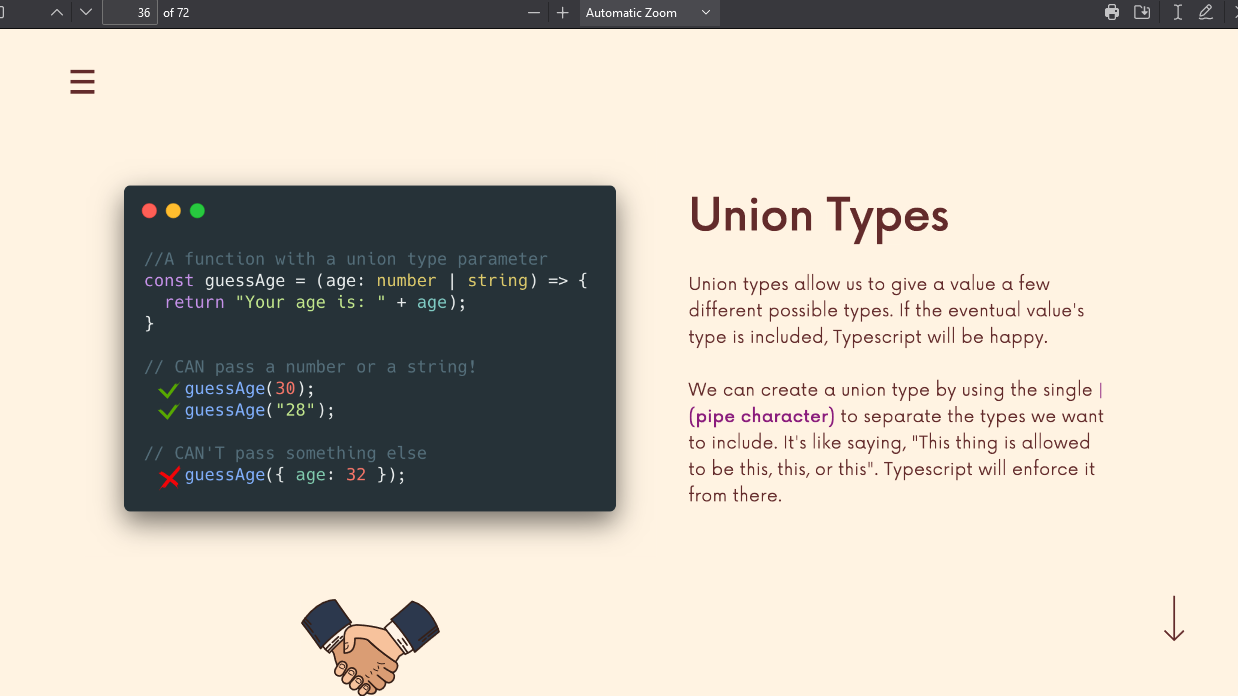 36 of 72
Automatic Zoom
//A function with a union type parameter
const guessAge = (age: number | string) => {
  return "Your age is: " + age);
}
// CAN pass a number or a string!
guessAge(30);
guessAge("28");
// CAN'T pass something else
guessAge({ age: 32 });
Union Types
Union types allow us to give a value a few
different possible types. If the eventual value's
type is included, Typescript will be happy.
We can create a union type by using the single |
(pipe character) to separate the types we want
to include. It's like saying, "This thing is allowed
to be this, this, or this". Typescript will enforce it
from there.